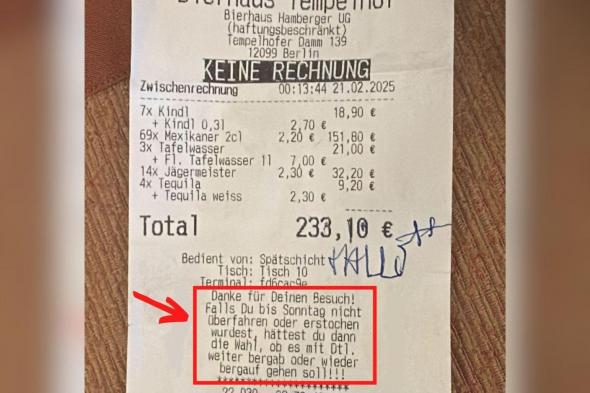 Bierhaus Tempelhof
Bierhaus Hamberger UG
(haftungsbeschränkt)
Tempelhofer Damm 139
12099 Berlin
KEINE RECHNUNG
Zwischenrechnung 00:13:44 21.02.2025
7x Kindl 18,90 €
+ Kindl 0,3l 2,70 €
69x Mexikaner 2cl 2,20 € 151,80 €
3x Tafelwasser 21,00 €
+ Fl. Tafelwasser 1l 7,00 €
14x Jägermeister 2,30 € 32,20 €
4x Tequila 9,20 €
+ Tequila weiss 2,30 €
Total 233,10 €
Bedient von: Spätschicht
Tisch: Tisch 10
Terminal: fd6cac9e
Danke für Deinen Besuch!
Falls Du bis Sonntag nicht
überfahren oder erstochen
wurdest, hättest du dann
die Wahl, ob es mit Dtl.
weiter bergab oder wieder
bergauf gehen soll!!!
********************